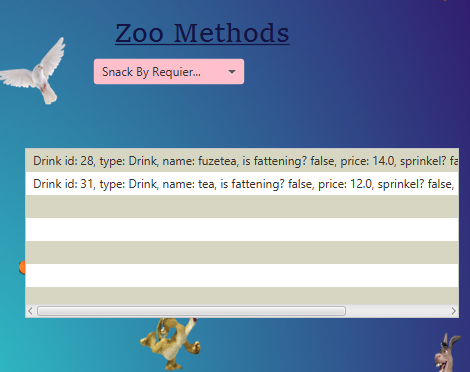 Zoo Methods
Snack By Requier...
Drink id: 28, type: Drink, name: fuzetea, is fattening? false, price: 14.0, sprinkel? fa
Drink id: 31, type: Drink, name: tea, is fattening? false, price: 12.0, sprinkel? false,